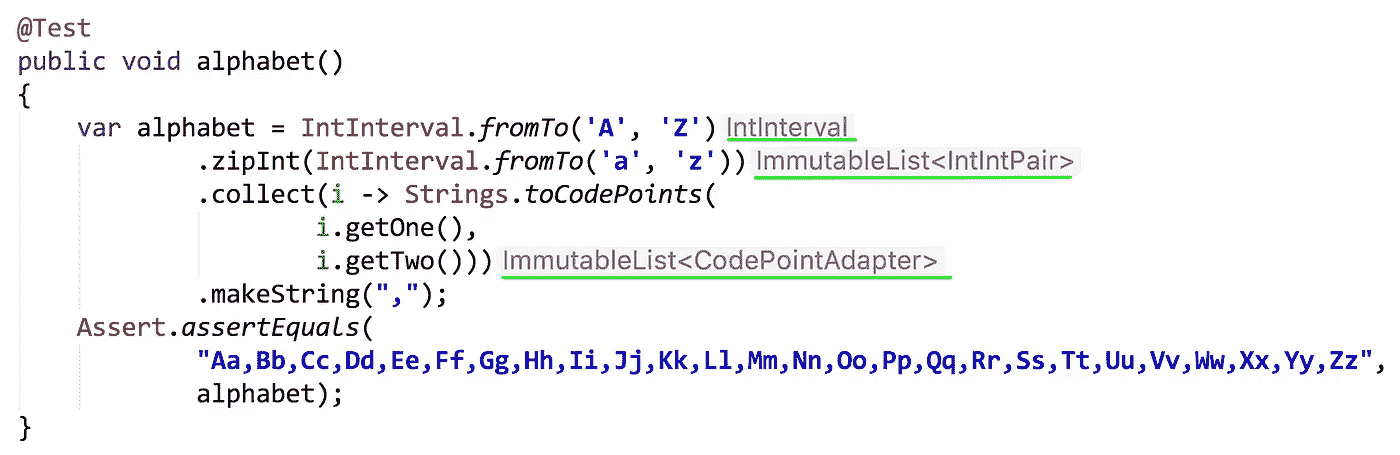 @Test
public void alphabet()
{
    var alphabet = IntInterval.fromTo('A', 'Z') IntInterval
            .zipInt(IntInterval.fromTo('a', 'z')) ImmutableList<IntIntPair>
            .collect(i -> Strings.toCodePoints(
                    i.getOne(),
                    i.getTwo())) ImmutableList<CodePointAdapter>
            .makeString(",");
    Assert.assertEquals(
            "Aa,Bb,Cc,Dd,Ee,Ff,Gg,Hh,Ii,Jj,Kk,Ll,Mm,Nn,Oo,Pp,Qq,Rr,Ss,Tt,Uu,Vv,Ww,Xx,Yy,Zz",
            alphabet);
}